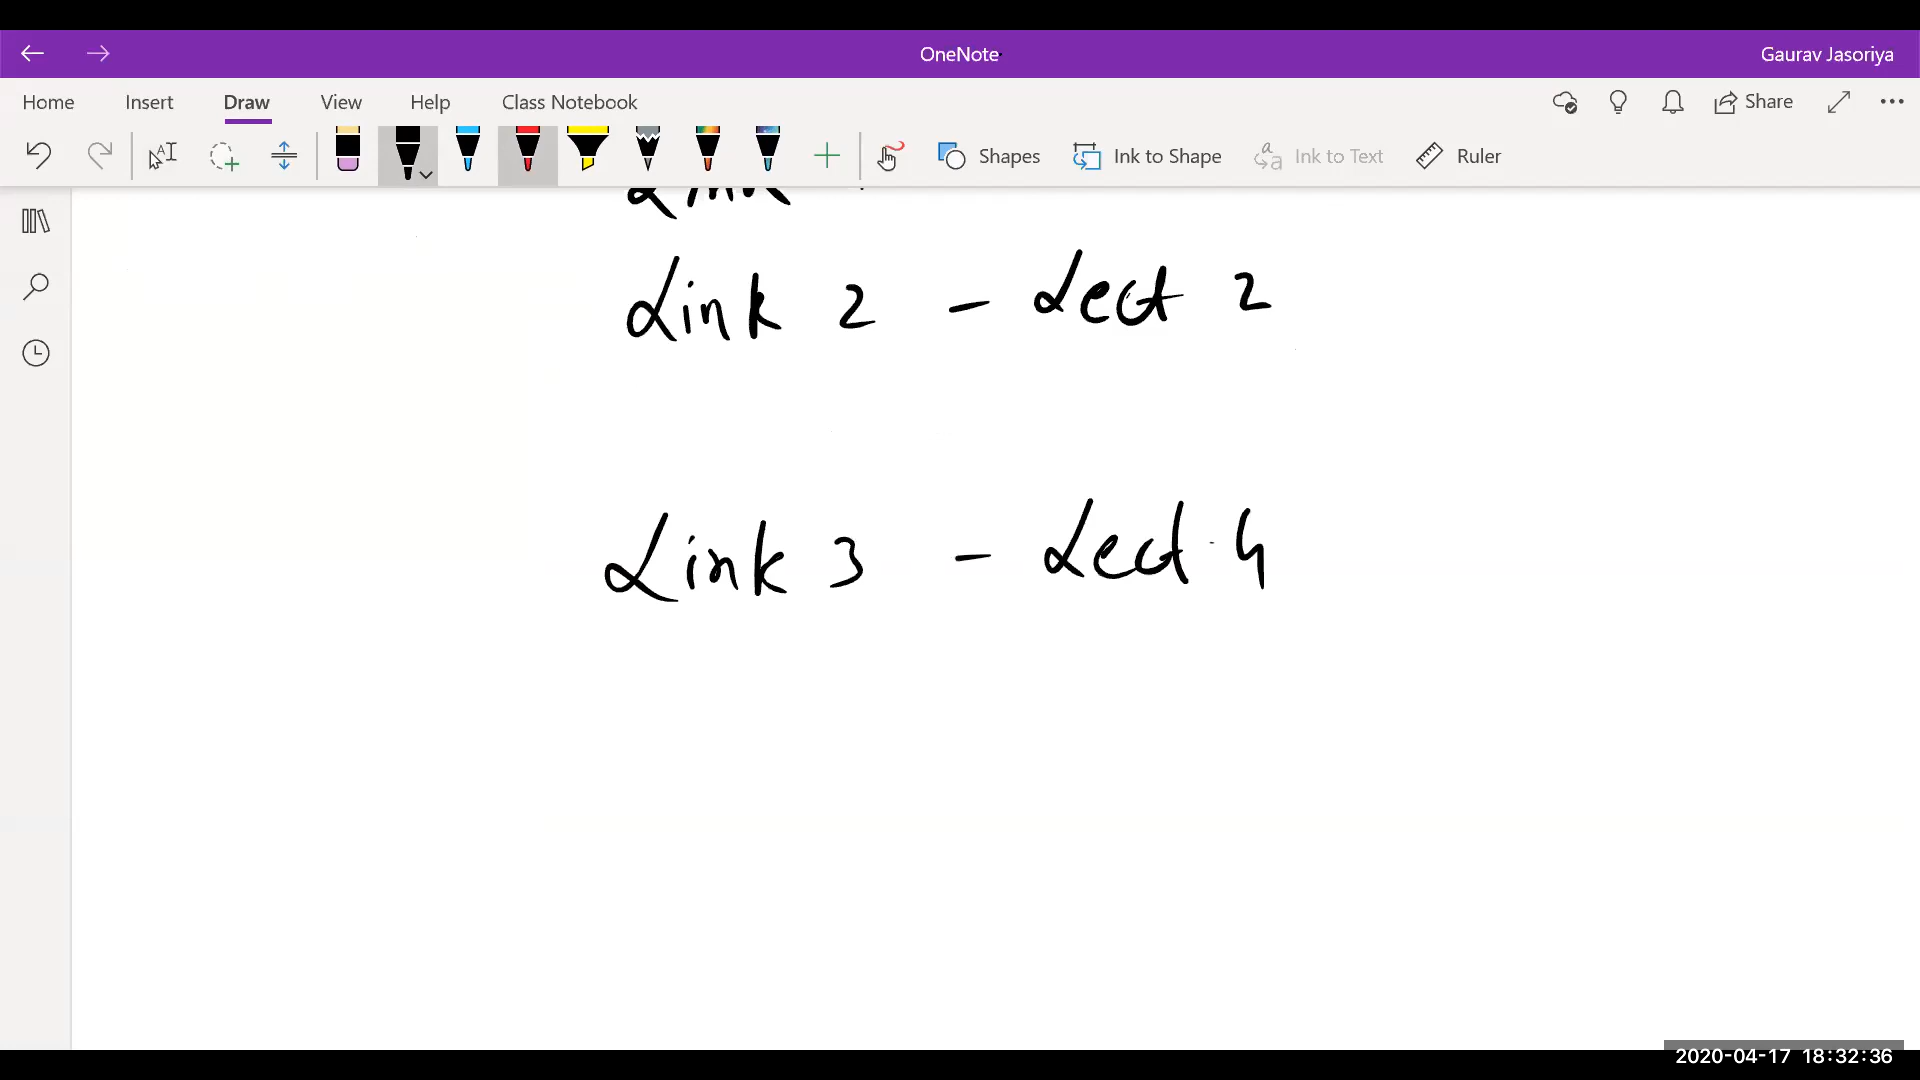 OneNote
Gaurav Jasoriya
Home Insert Draw View Help Class Notebook Share
Shapes Ink to Shape Ink to Text Ruler
Link 2 - Lect 2
Link 3 - Lect. 4
2020-04-17 18:32:36